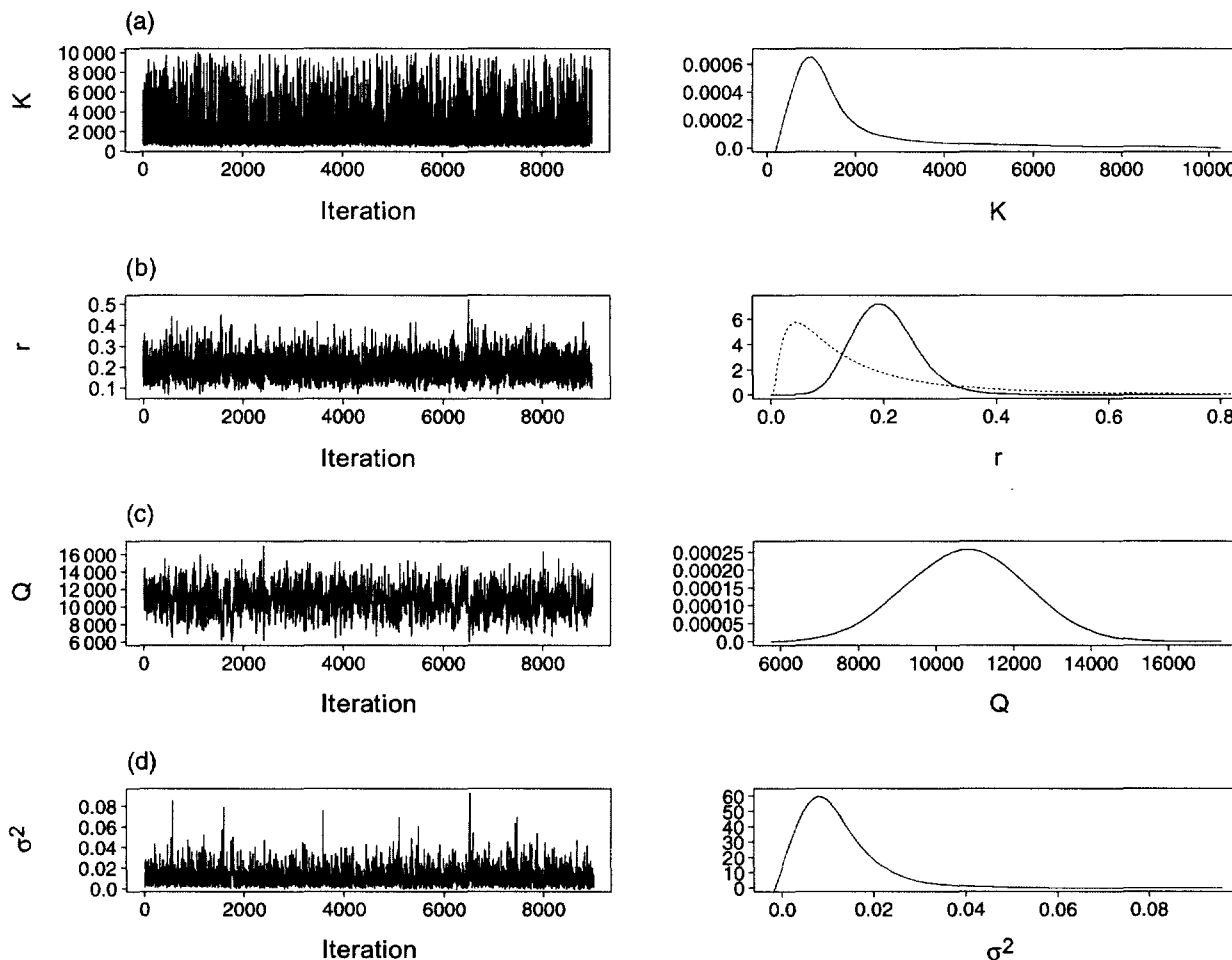 (a)
K
10 000
8 000
6 000
4 000
2 000
0
0 2000 4000 6000 8000
Iteration
0.0006
0.0004
0.0002
0.0
0 2000 4000 6000 8000 10000
K
(b)
r
0.5
0.4
0.3
0.2
0.1
0 2000 4000 6000 8000
Iteration
6
4
2
0
0.0 0.2 0.4 0.6 0.8
r
(c)
Q
16 000
14 000
12 000
10 000
8 000
6 000
0 2000 4000 6000 8000
Iteration
0.00025
0.00020
0.00015
0.00010
0.00005
0.0
6000 8000 10000 12000 14000 16000
Q
(d)
σ²
0.08
0.06
0.04
0.02
0.0
0 2000 4000 6000 8000
Iteration
60
50
40
30
20
10
0
0.0 0.02 0.04 0.06 0.08
σ²